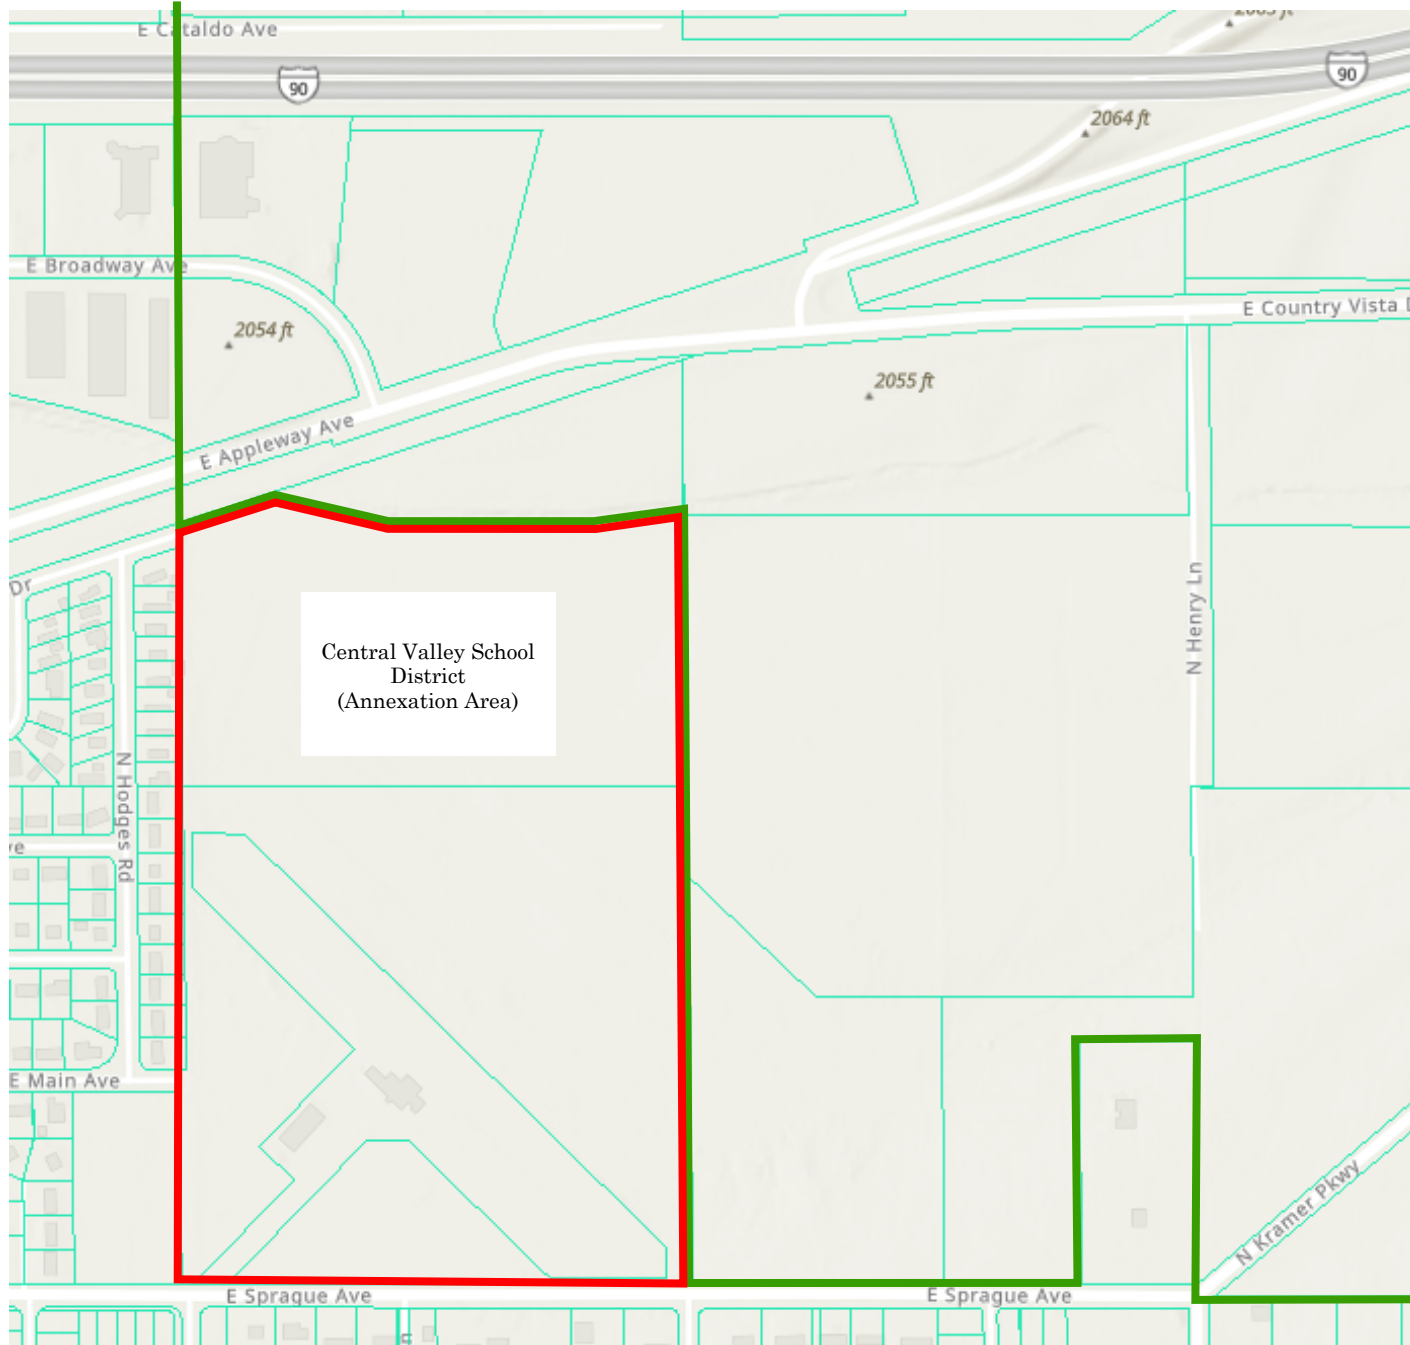 E Cataldo Ave
90
90
2064 ft
E Broadway Ave
2054 ft
E Country Vista
2055 ft
E Appleway Ave
Dr
N Henry Ln
Central Valley School
District
(Annexation Area)
N Hodges Rd
E Main Ave
N Kramer Pkwy
E Sprague Ave
E Sprague Ave